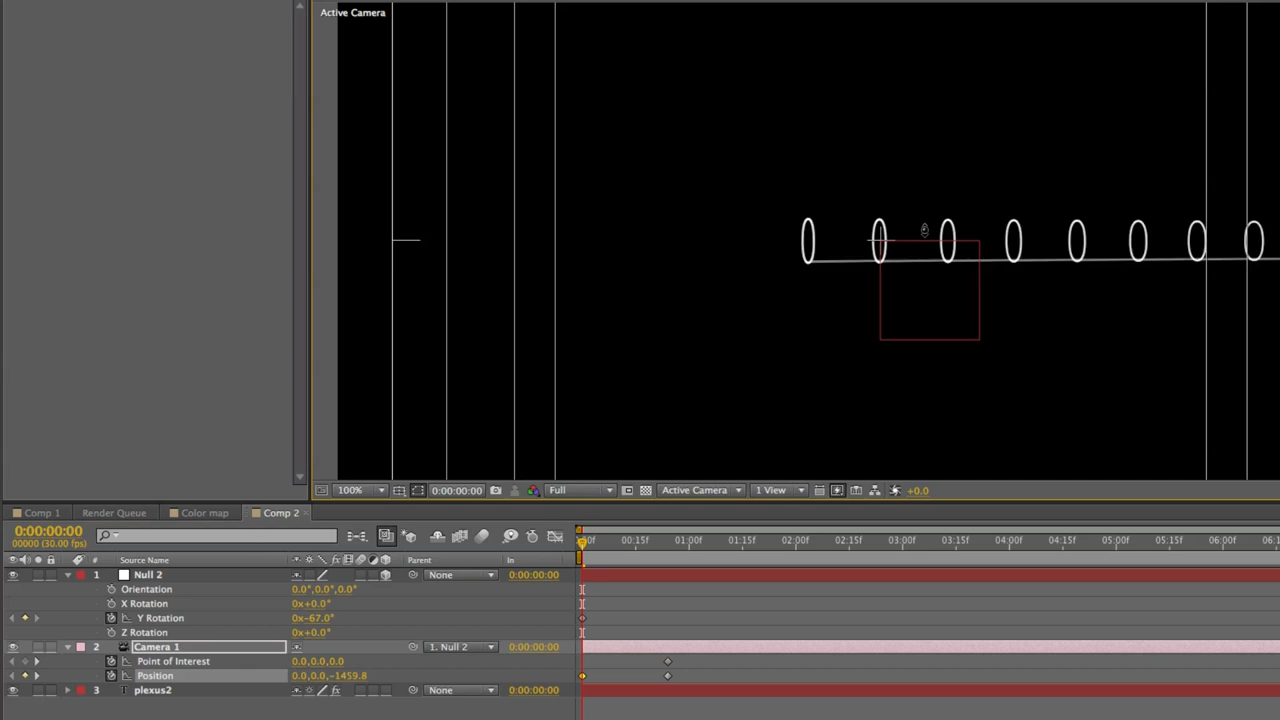 Active Camera
100%
0:00:00:00
Full
Active Camera
1 View
+0.0
Comp 1
Render Queue
Color map
Comp 2
0:00:00:00
00000 (30.00 fps)
00:15f 01:00f 01:15f 02:00f 02:15f 03:00f 03:15f 04:00f 04:15f 05:00f 05:15f 06:00f
# Source Name fx Parent In
1 Null 2 None 0:00:00:00
Orientation 0.0°,0.0°,0.0°
X Rotation 0x+0.0°
Y Rotation 0x-67.0°
Z Rotation 0x+0.0°
2 Camera 1 1. Null 2 0:00:00:00
Point of Interest 0.0,0.0,0.0
Position 0.0,0.0,-1459.8
3 T plexus2 fx None 0:00:00:00